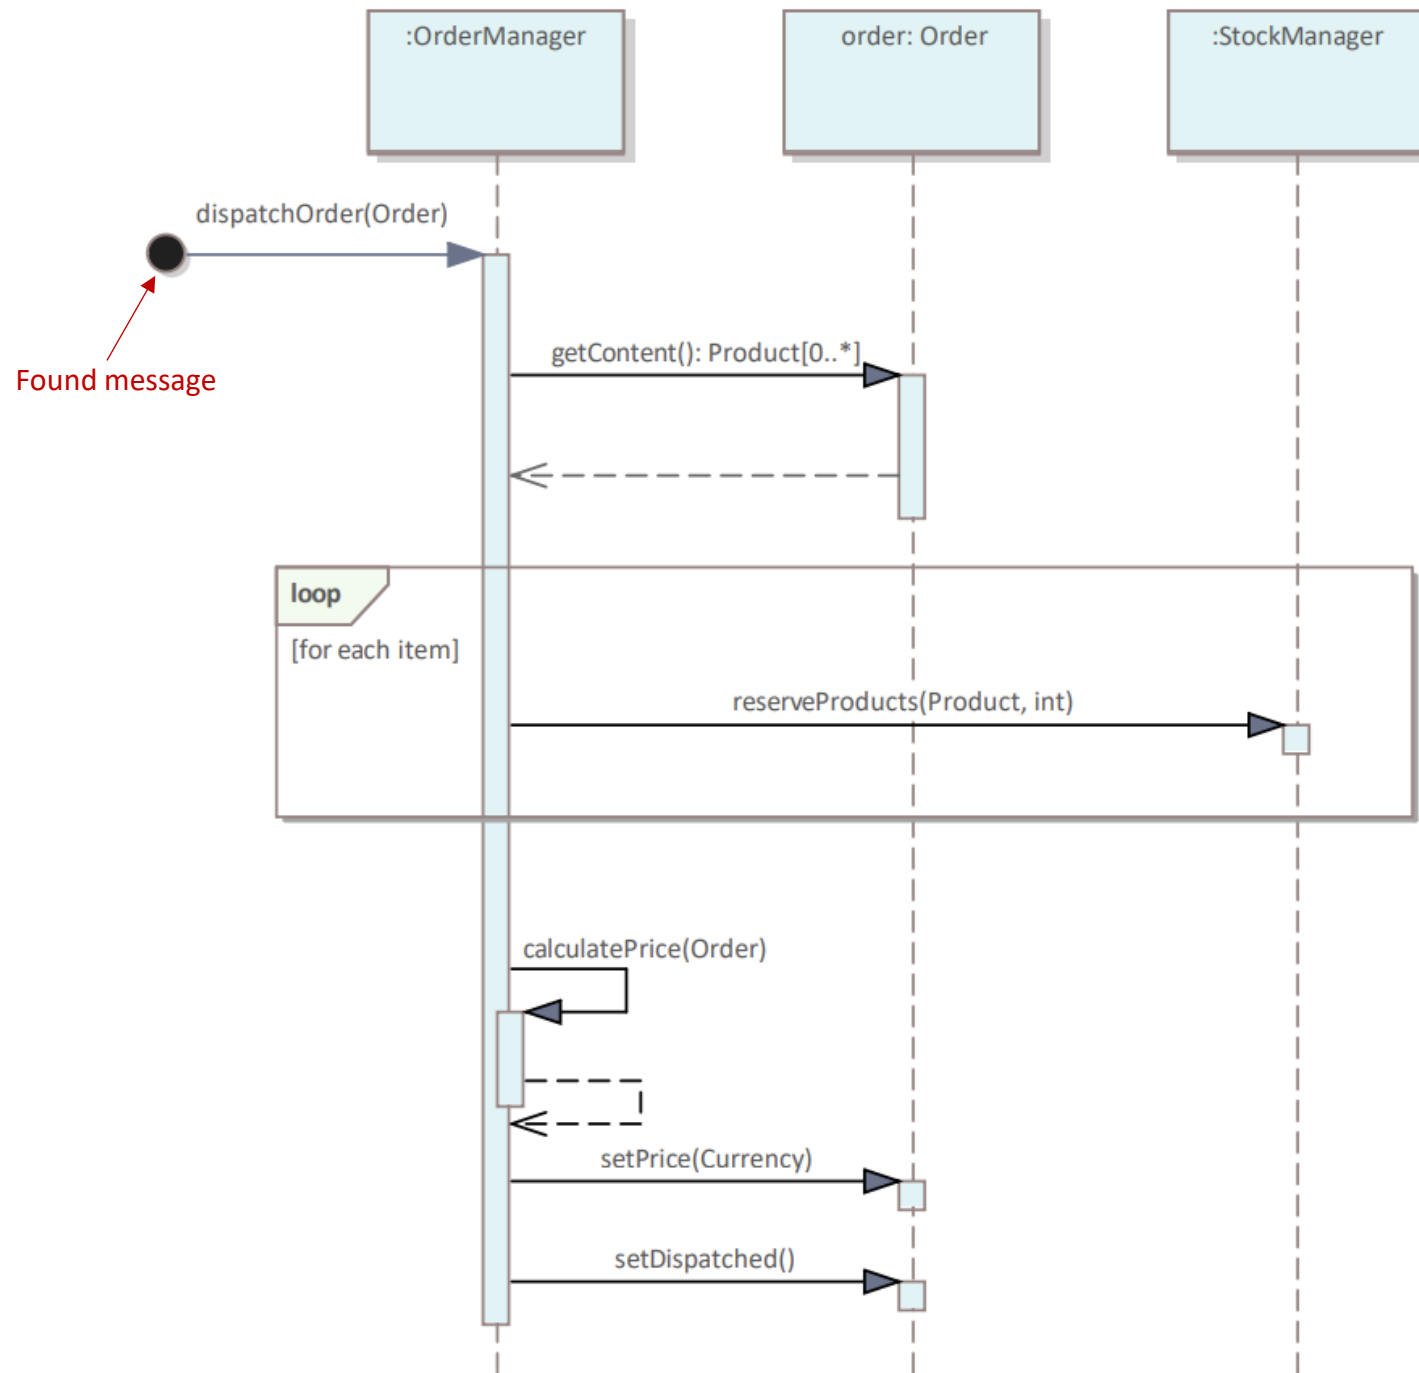 :OrderManager
order: Order
:StockManager
dispatchOrder(Order)
getContent(): Product[0..*]
Found message
loop
[for each item]
reserveProducts(Product, int)
calculatePrice(Order)
setPrice(Currency)
setDispatched()